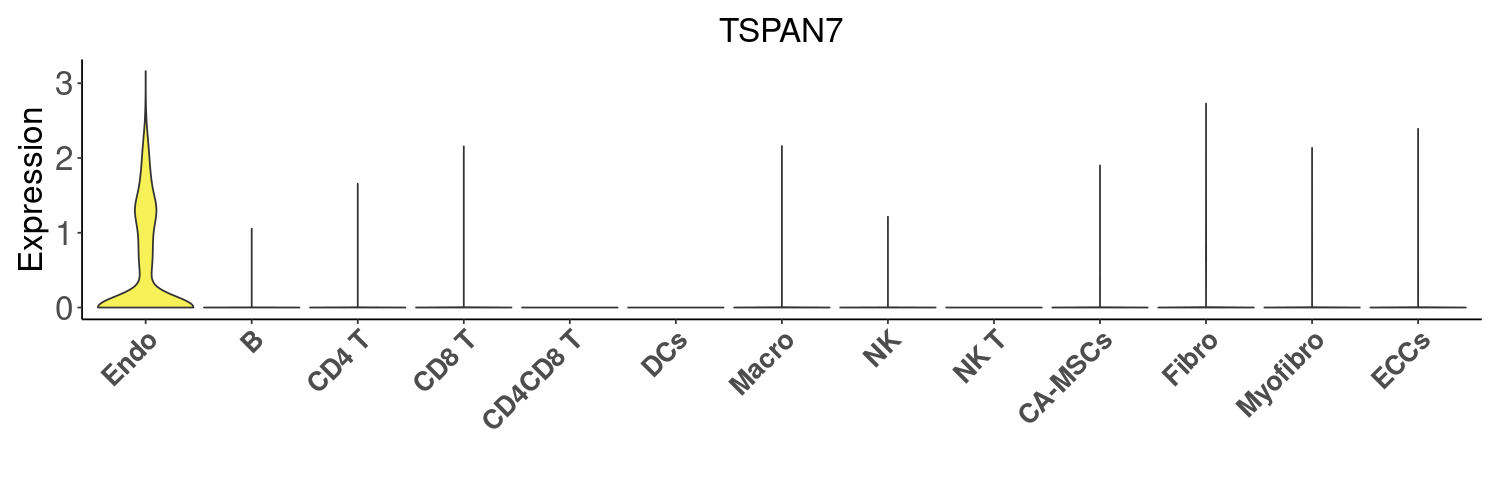 TSPAN7
Expression
3
2
1
0
Endo
B
CD4 T
CD8 T
CD4CD8 T
DCs
Macro
NK
NK T
CA-MSCs
Fibro
Myofibro
ECCs